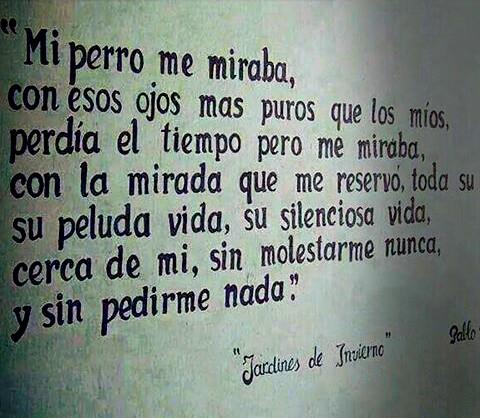 "Mi perro me miraba,
con esos ojos mas puros que los míos,
perdía el tiempo pero me miraba,
con la mirada que me reservó, toda su
su peluda vida, su silenciosa vida,
cerca de mi, sin molestarme nunca,
y sin pedirme nada."
"Jardines de Invierno" Pablo